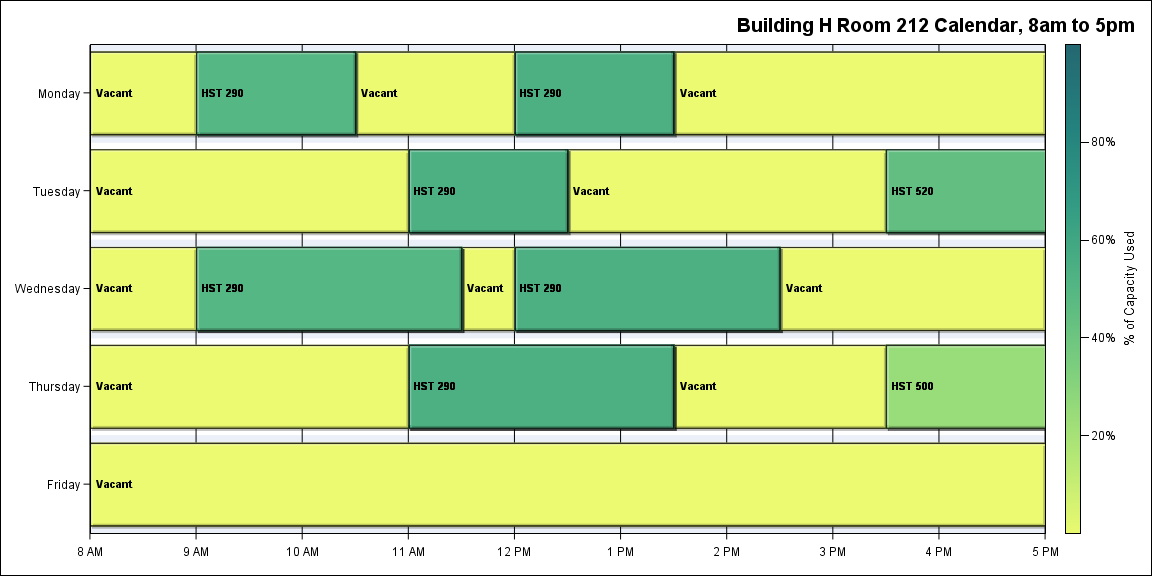 Building H Room 212 Calendar, 8am to 5pm
Monday
Vacant
HST 290
Vacant
HST 290
Vacant
Tuesday
Vacant
HST 290
Vacant
HST 520
Wednesday
Vacant
HST 290
Vacant
HST 290
Vacant
Thursday
Vacant
HST 290
Vacant
HST 500
Friday
Vacant
8 AM
9 AM
10 AM
11 AM
12 PM
1 PM
2 PM
3 PM
4 PM
5 PM
80%
60%
40%
20%
% of Capacity Used